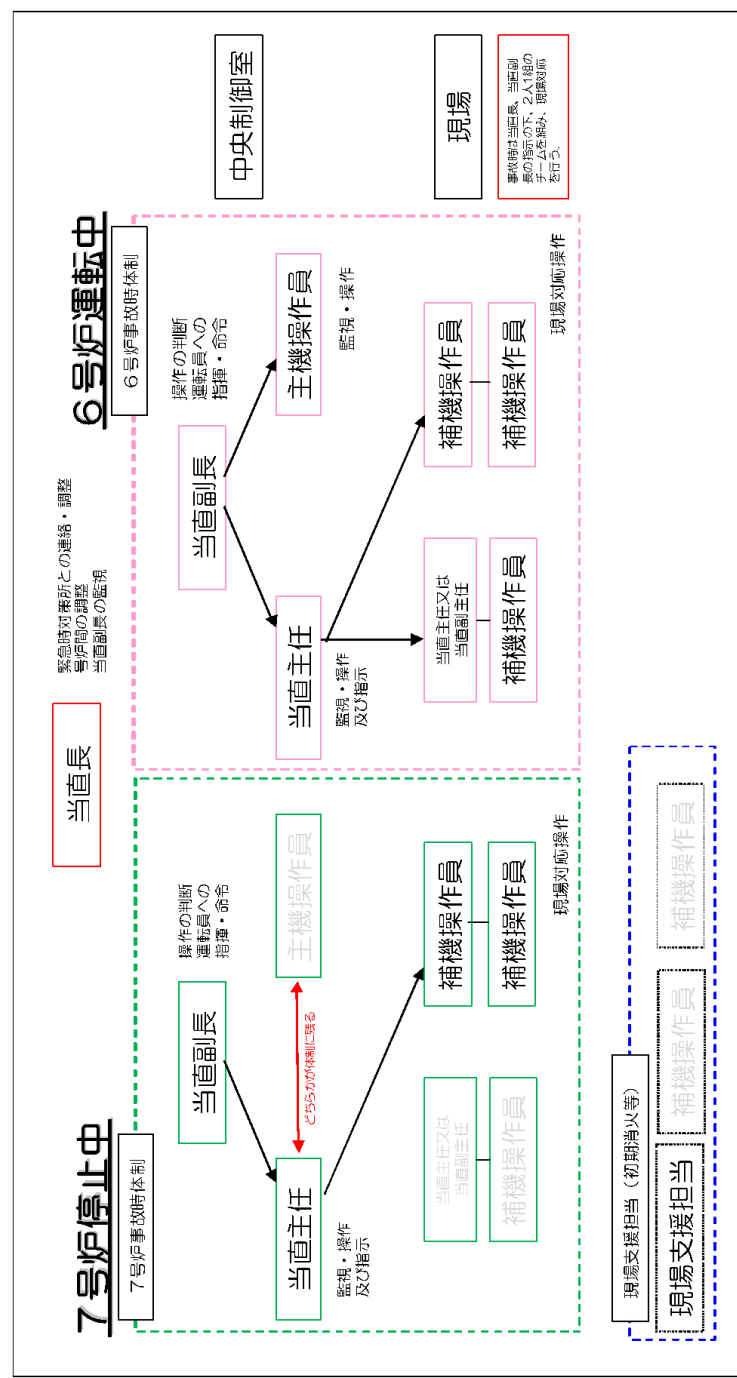 7号炉停止中
6号炉運転中
当直長
緊急時対策所との連絡・調整
号炉間の調整
当直副長の監視
7号炉事故時体制
当直副長
操作の判断
運転員への
指揮・命令
当直主任
監視・操作
及び指示
どちらかが体制に残る
主機操作員
当直主任又は
当直副主任
補機操作員
補機操作員
補機操作員
現場対応操作
6号炉事故時体制
当直副長
操作の判断
運転員への
指揮・命令
当直主任
監視・操作
及び指示
主機操作員
監視・操作
当直主任又は
当直副主任
補機操作員
補機操作員
補機操作員
現場対応操作
中央制御室
現場
事故時は当直長、当直副
長の指示の下、2人1組の
チームを組み、現場対応
を行う。
現場支援担当(初期消火等)
現場支援担当
補機操作員
補機操作員